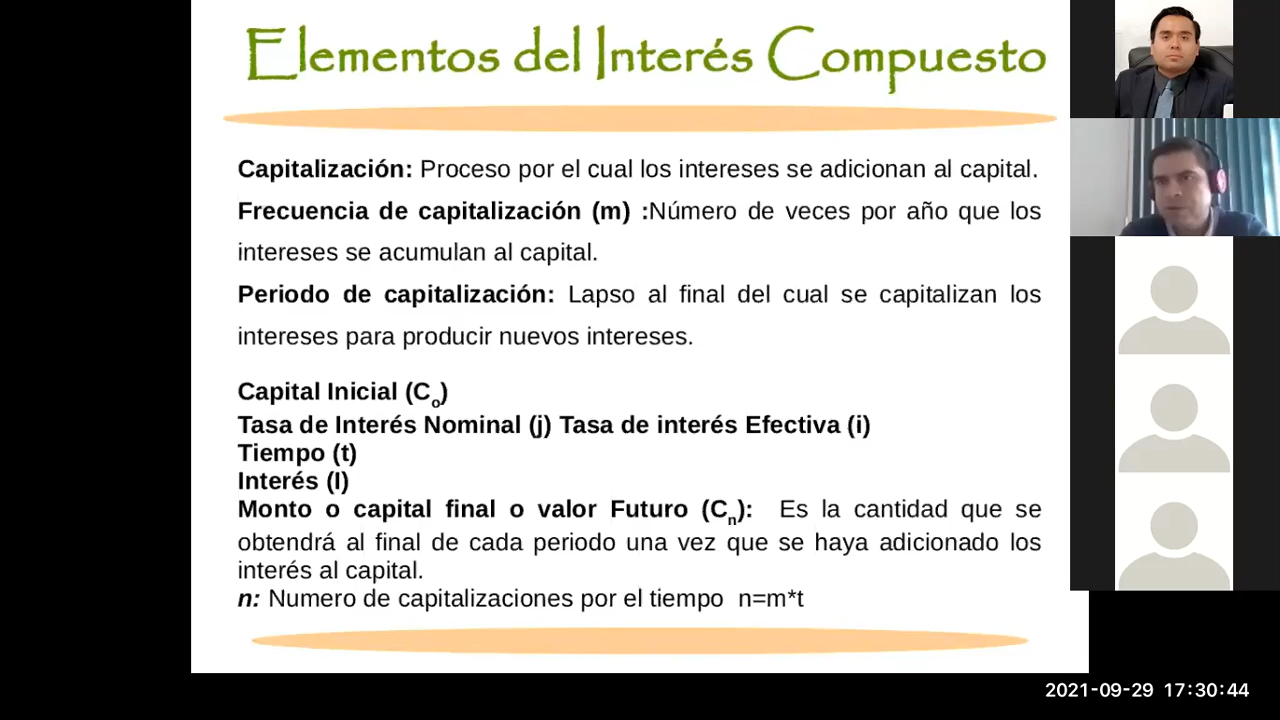 Elementos del Interés Compuesto
Capitalización: Proceso por el cual los intereses se adicionan al capital.
Frecuencia de capitalización (m) :Número de veces por año que los
intereses se acumulan al capital.
Periodo de capitalización: Lapso al final del cual se capitalizan los
intereses para producir nuevos intereses.
Capital Inicial (Co)
Tasa de Interés Nominal (j) Tasa de interés Efectiva (i)
Tiempo (t)
Interés (I)
Monto o capital final o valor Futuro (Cn): Es la cantidad que se
obtendrá al final de cada periodo una vez que se haya adicionado los
interés al capital.
n: Numero de capitalizaciones por el tiempo n=m*t
2021-09-29 17:30:44